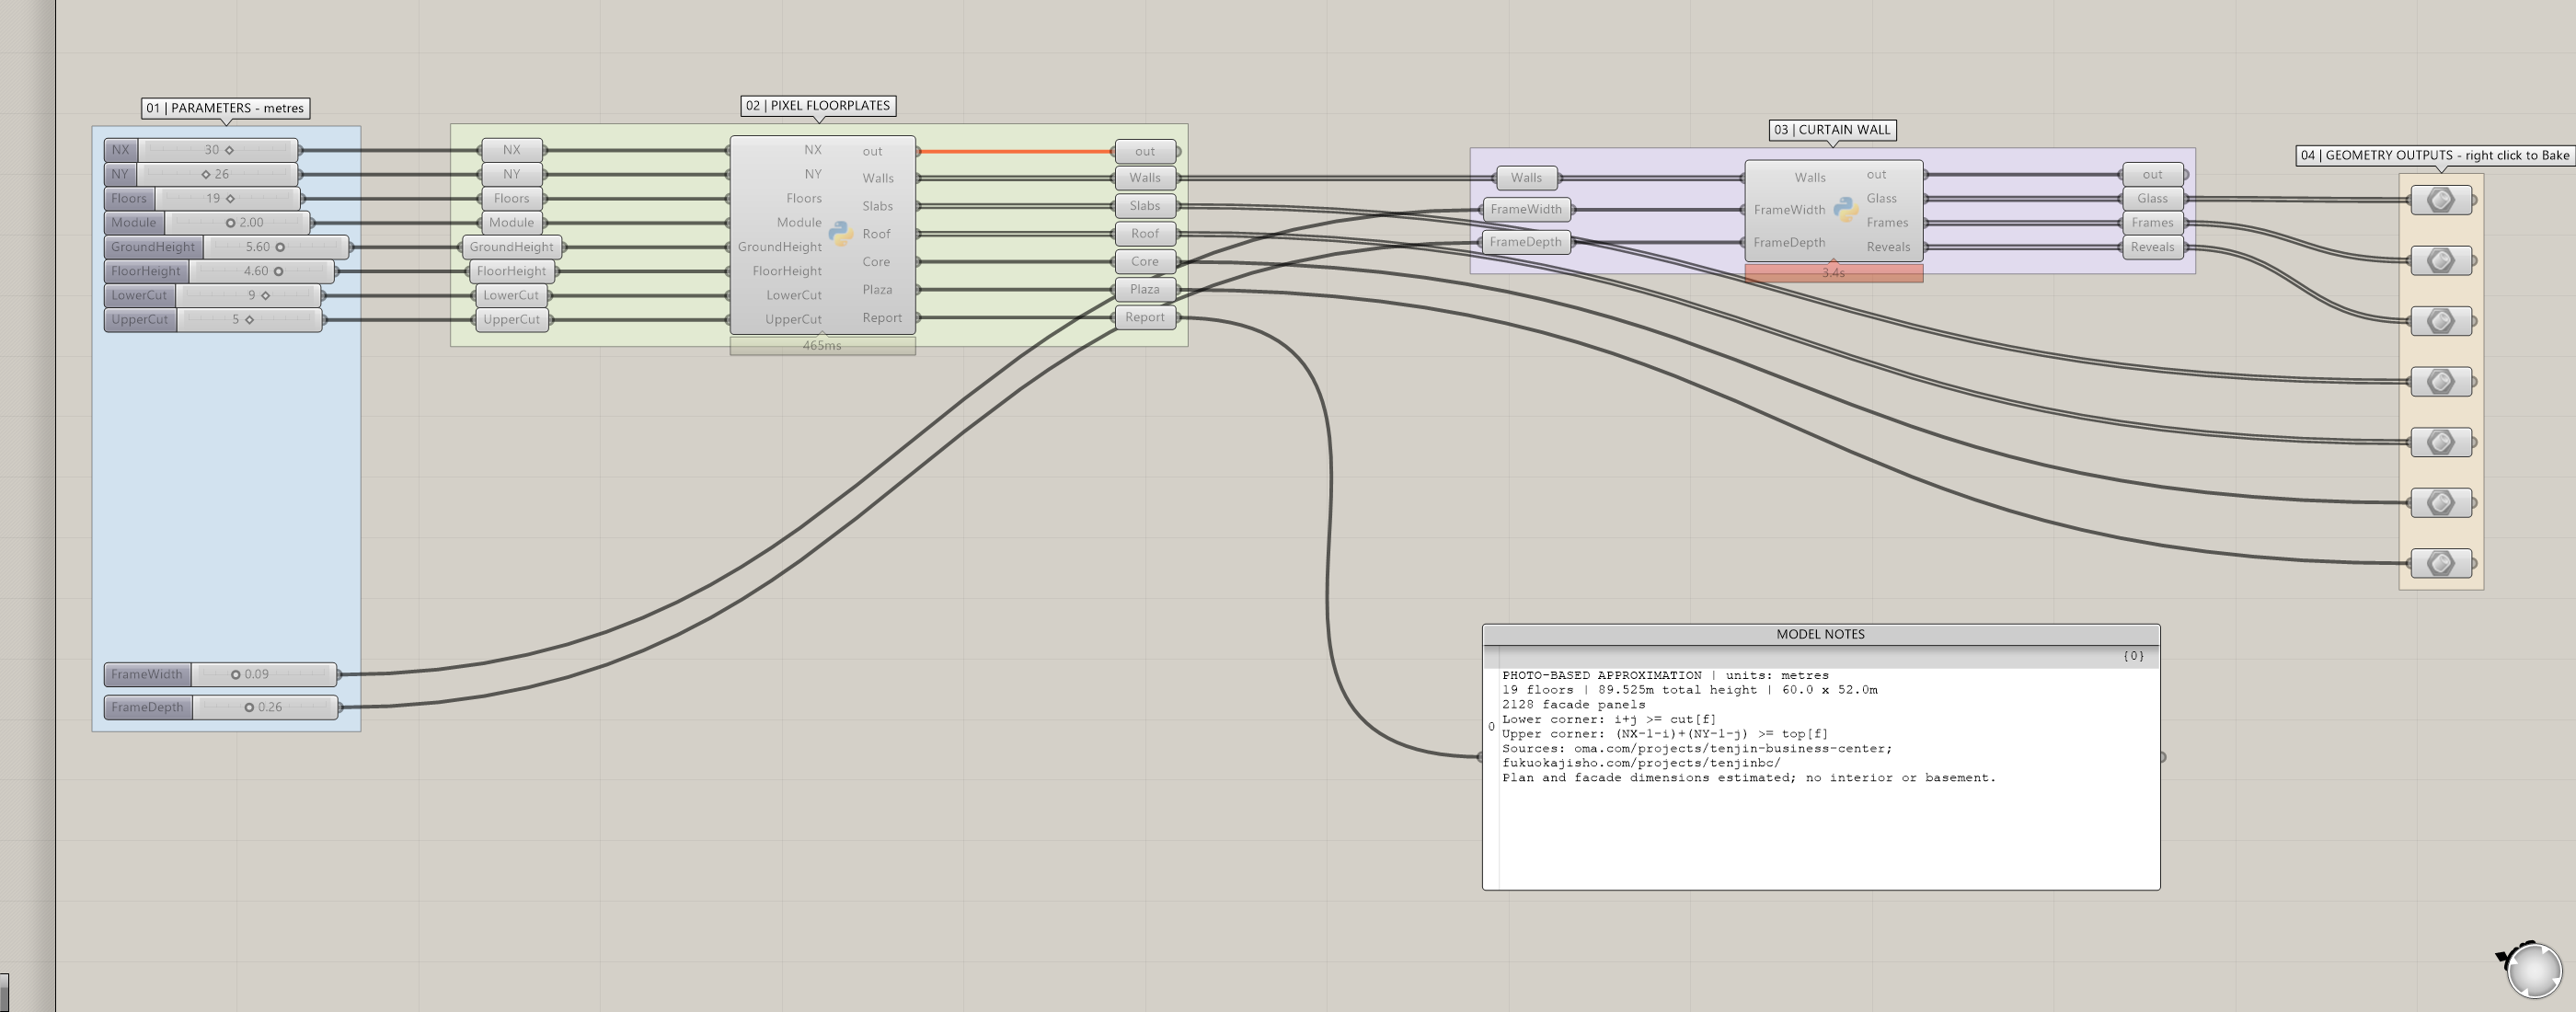 01 | PARAMETERS - metres
NX 30
NY 26
Floors 19
Module 2.00
GroundHeight 5.60
FloorHeight 4.60
LowerCut 9
UpperCut 5
FrameWidth 0.09
FrameDepth 0.26
02 | PIXEL FLOORPLATES
NX
NY
Floors
Module
GroundHeight
FloorHeight
LowerCut
UpperCut
NX
NY
Floors
Module
GroundHeight
FloorHeight
LowerCut
UpperCut
out
Walls
Slabs
Roof
Core
Plaza
Report
465ms
out
Walls
Slabs
Roof
Core
Plaza
Report
03 | CURTAIN WALL
Walls
FrameWidth
FrameDepth
Walls
FrameWidth
FrameDepth
out
Glass
Frames
Reveals
3.4s
out
Glass
Frames
Reveals
04 | GEOMETRY OUTPUTS - right click to Bake
MODEL NOTES
{0}
0
PHOTO-BASED APPROXIMATION | units: metres
19 floors | 89.525m total height | 60.0 x 52.0m
2128 facade panels
Lower corner: i+j >= cut[f]
Upper corner: (NX-1-i)+(NY-1-j) >= top[f]
Sources: oma.com/projects/tenjin-business-center;
fukuokajisho.com/projects/tenjinbc/
Plan and facade dimensions estimated; no interior or basement.